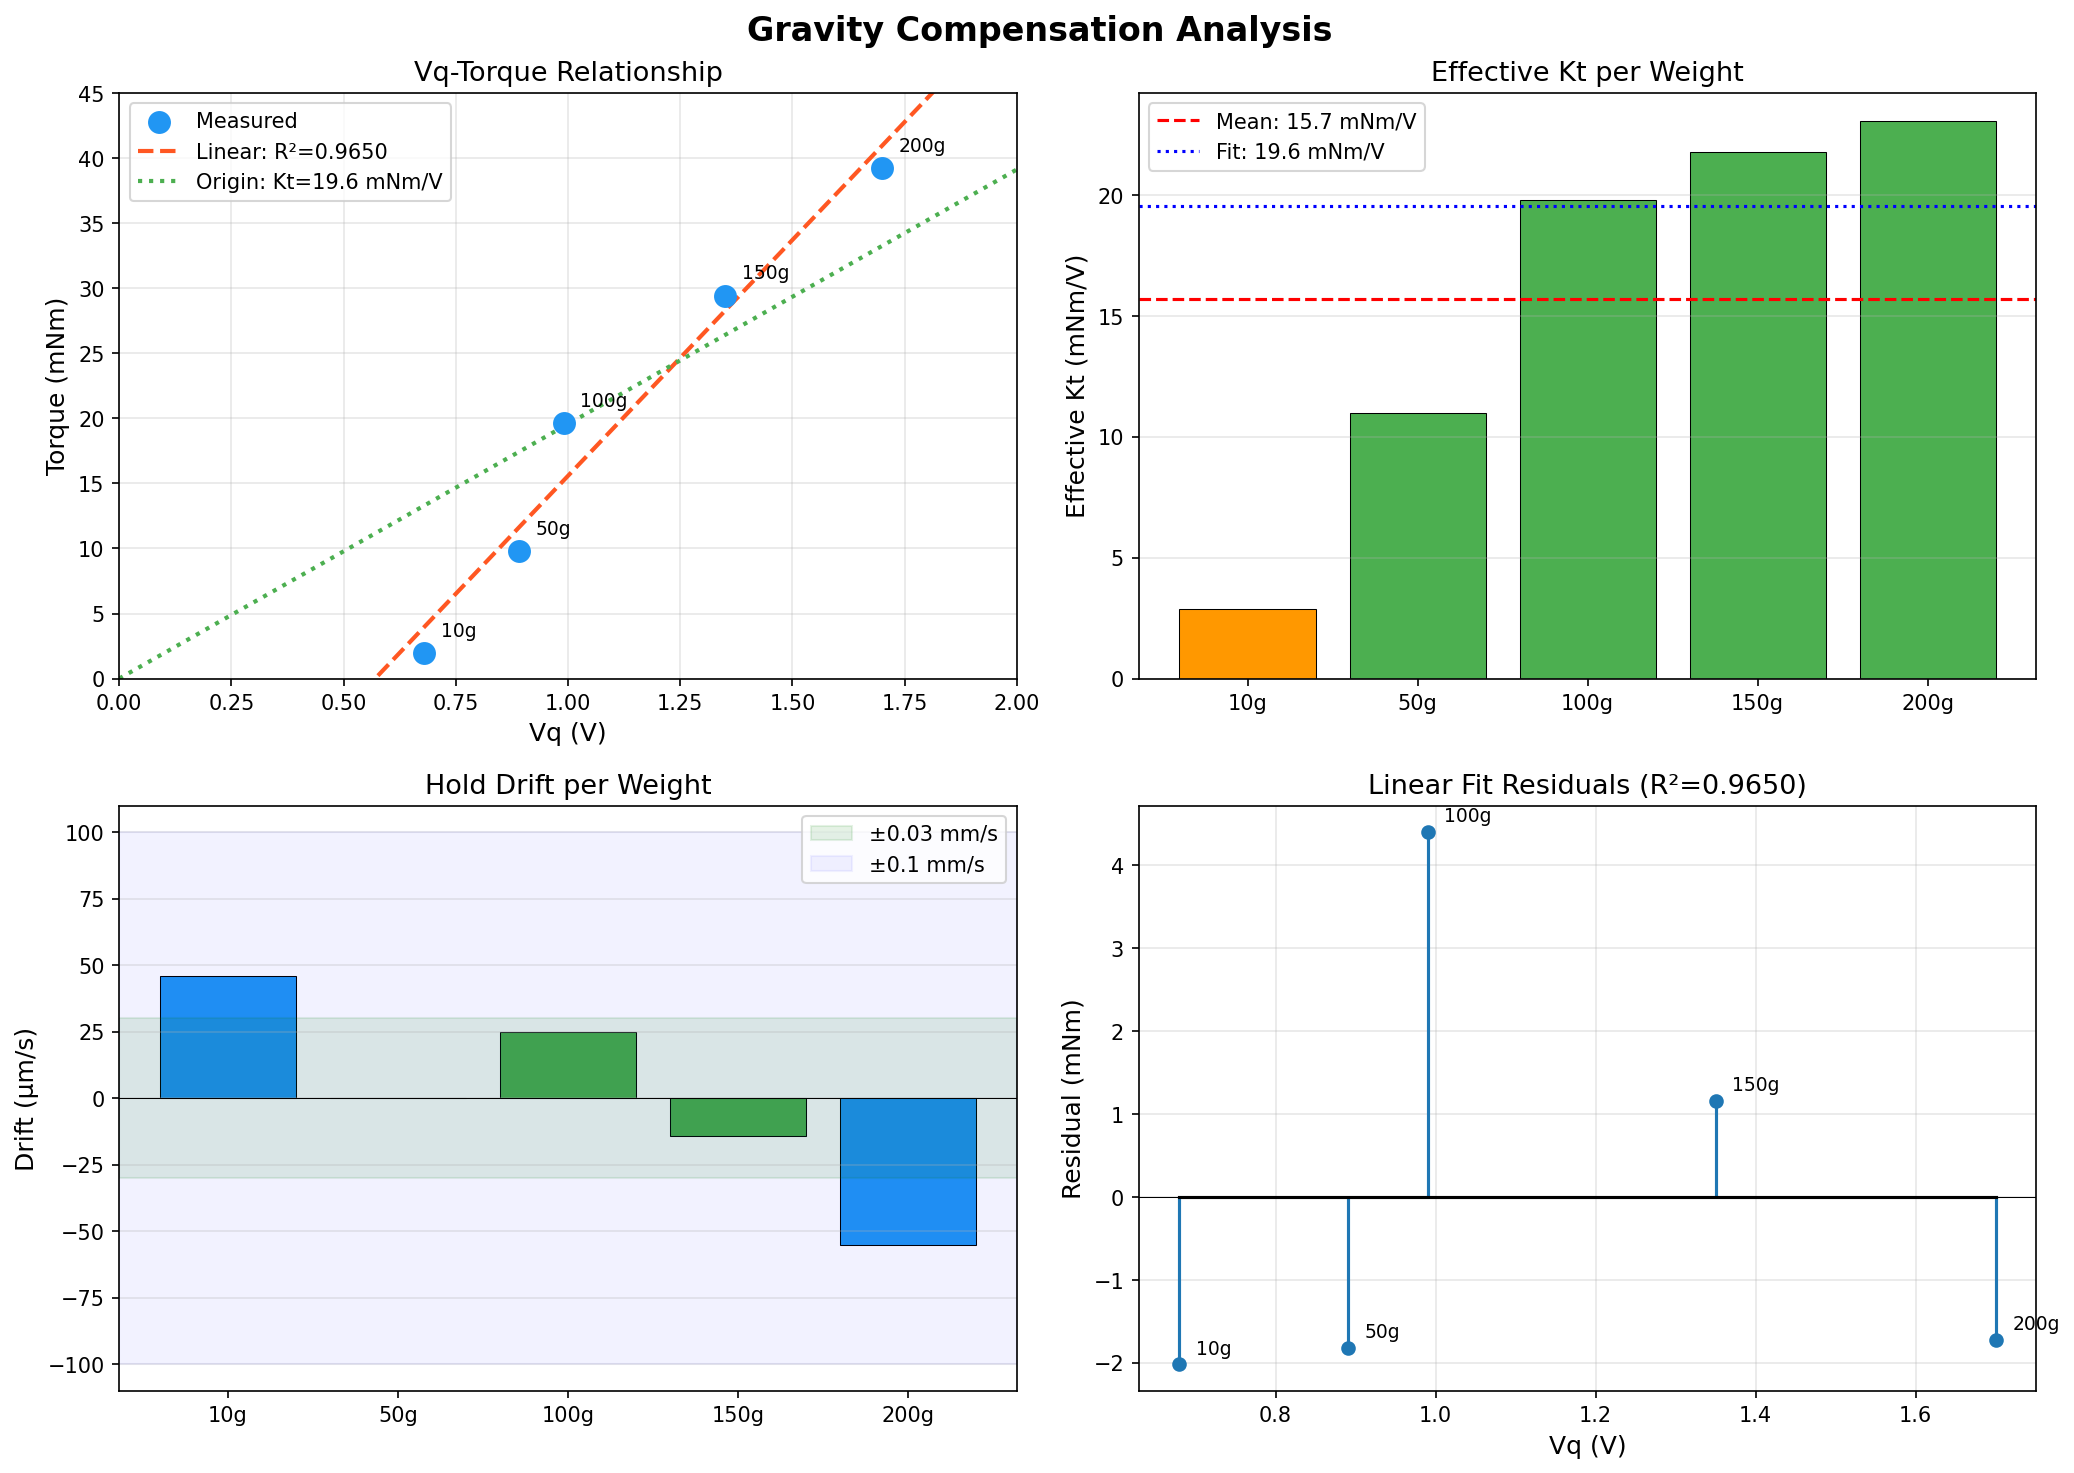 Gravity Compensation Analysis
Vq-Torque Relationship
Measured
Linear: R²=0.9650
Origin: Kt=19.6 mNm/V
10g
50g
100g
150g
200g
Torque (mNm)
45
40
35
30
25
20
15
10
5
0
0.00 0.25 0.50 0.75 1.00 1.25 1.50 1.75 2.00
Vq (V)
Effective Kt per Weight
Mean: 15.7 mNm/V
Fit: 19.6 mNm/V
Effective Kt (mNm/V)
20
15
10
5
0
10g 50g 100g 150g 200g
Hold Drift per Weight
±0.03 mm/s
±0.1 mm/s
Drift (μm/s)
100
75
50
25
0
−25
−50
−75
−100
10g 50g 100g 150g 200g
Linear Fit Residuals (R²=0.9650)
100g
150g
10g
50g
200g
Residual (mNm)
4
3
2
1
0
−1
−2
0.8 1.0 1.2 1.4 1.6
Vq (V)